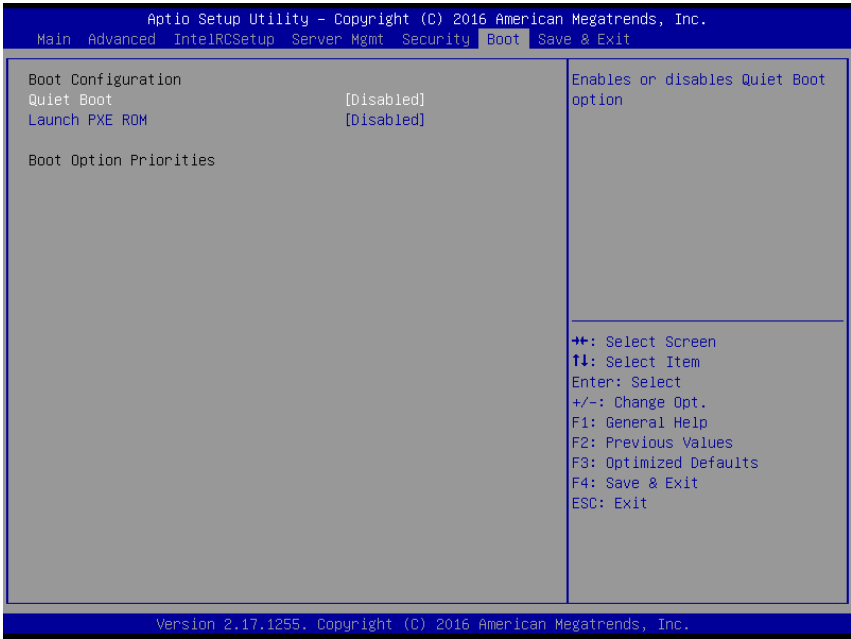 Aptio Setup Utility – Copyright (C) 2016 American Megatrends, Inc.
Main Advanced IntelRCSetup Server Mgmt Security Boot Save & Exit
Boot Configuration
Quiet Boot [Disabled]
Launch PXE ROM [Disabled]
Boot Option Priorities
Enables or disables Quiet Boot
option
→←: Select Screen
↑↓: Select Item
Enter: Select
+/-: Change Opt.
F1: General Help
F2: Previous Values
F3: Optimized Defaults
F4: Save & Exit
ESC: Exit
Version 2.17.1255. Copyright (C) 2016 American Megatrends, Inc.